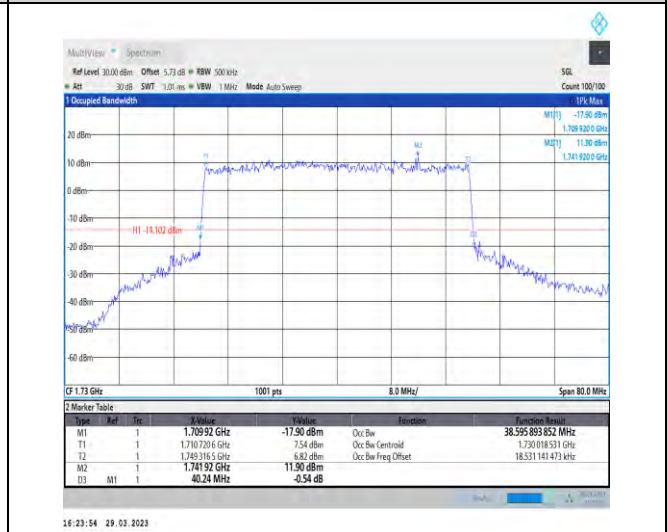 MultiView Spectrum
Ref Level 30.00 dBm Offset 5.73 dB RBW 500 kHz SGL
Att 30 dB SWT 1.01 ms VBW 1 MHz Mode Auto Sweep Count 100/100
1 Occupied Bandwidth 1Pk Max
M1[1] -17.90 dBm
1.709 920 0 GHz
M2[1] 11.90 dBm
1.741 920 0 GHz
20 dBm
M2
T1
T2
10 dBm
0 dBm
-10 dBm
H1 -14.102 dBm
M1
-20 dBm
D3
-30 dBm
-40 dBm
-50 dBm
-60 dBm
CF 1.73 GHz 1001 pts 8.0 MHz/ Span 80.0 MHz
2 Marker Table
Type Ref Trc X-Value Y-Value Function Function Result
M1 1 1.709 92 GHz -17.90 dBm Occ Bw 38.595 893 852 MHz
T1 1 1.710 720 6 GHz 7.54 dBm Occ Bw Centroid 1.730 018 531 GHz
T2 1 1.749 316 5 GHz 6.82 dBm Occ Bw Freq Offset 18.531 141 473 kHz
M2 1 1.741 92 GHz 11.90 dBm
D3 M1 1 40.24 MHz -0.54 dB
16:23:54 29.03.2023